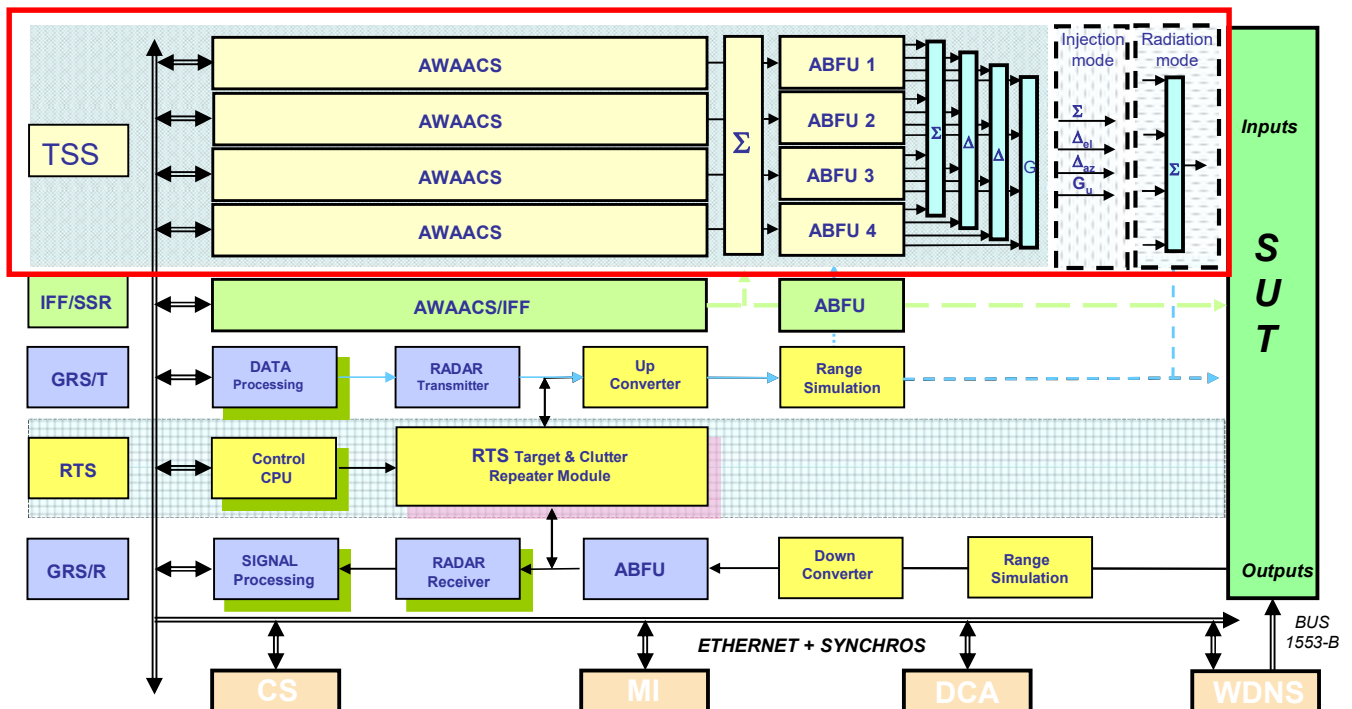 Injection
mode
Radiation
mode
AWAACS
ABFU 1
AWAACS
ABFU 2
Σ
Δel
Δaz
Gu
Inputs
TSS
Σ
Σ
Δ
Δ
G
Σ
AWAACS
ABFU 3
AWAACS
ABFU 4
S
U
T
IFF/SSR
AWAACS/IFF
ABFU
GRS/T
DATA
Processing
RADAR
Transmitter
Up
Converter
Range
Simulation
RTS
Control
CPU
RTS Target & Clutter
Repeater Module
GRS/R
SIGNAL
Processing
RADAR
Receiver
ABFU
Down
Converter
Range
Simulation
Outputs
ETHERNET + SYNCHROS
BUS
1553-B
CS
MI
DCA
WDNS